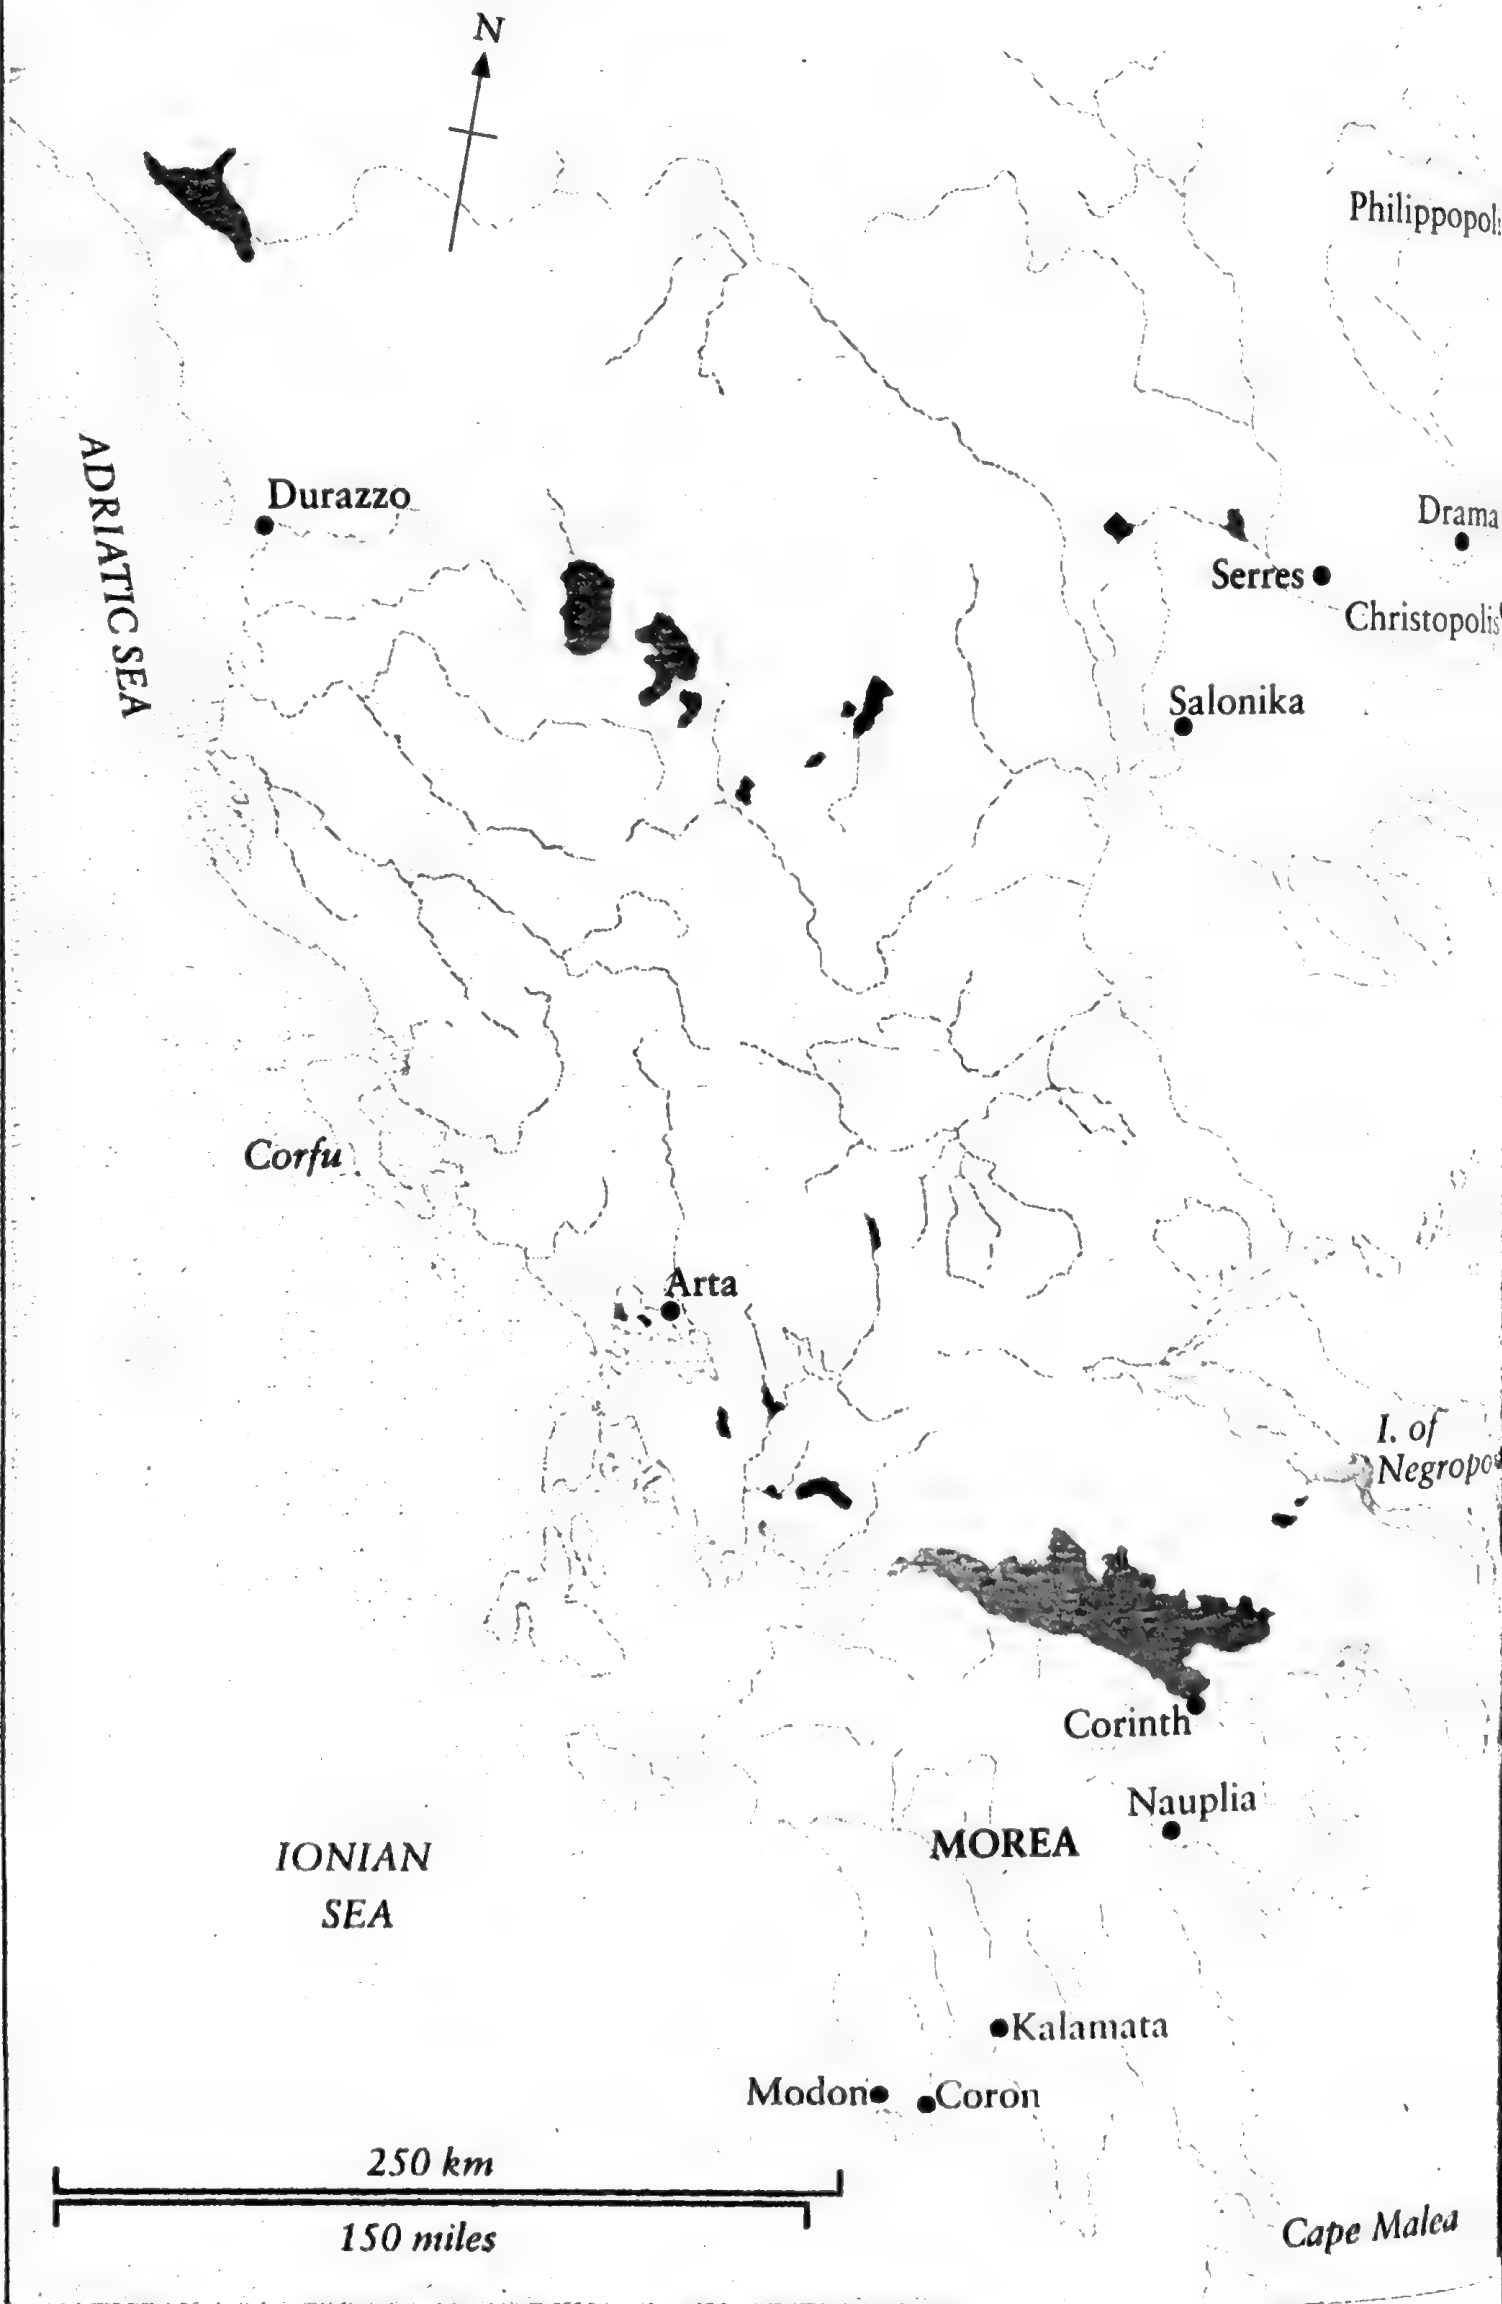 N
Philippopoli
ADRIATIC SEA
Durazzo
Drama
Serres
Christopolis
Salonika
Corfu
Arta
I. of
Negropo
Corinth
Nauplia
MOREA
IONIAN
SEA
Kalamata
Modon
Coron
250 km
150 miles
Cape Malea